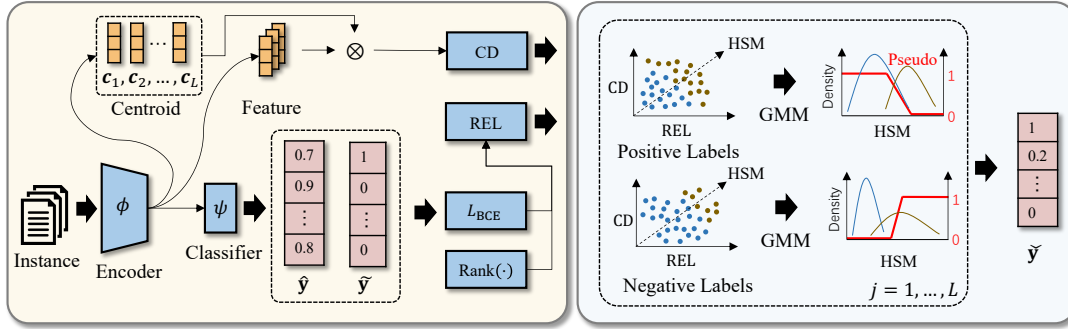 c₁, c₂, ..., c_L
Centroid
Feature
⊗
CD
REL
Instance
ϕ
Encoder
ψ
Classifier
0.7
0.9
⋮
0.8
ŷ
1
0
⋮
0
ỹ
L_BCE
Rank(·)
HSM
CD
REL
Positive Labels
GMM
Density
Pseudo
1
0
HSM
HSM
CD
REL
Negative Labels
GMM
Density
1
0
HSM
j = 1, ..., L
1
0.2
⋮
0
y̌